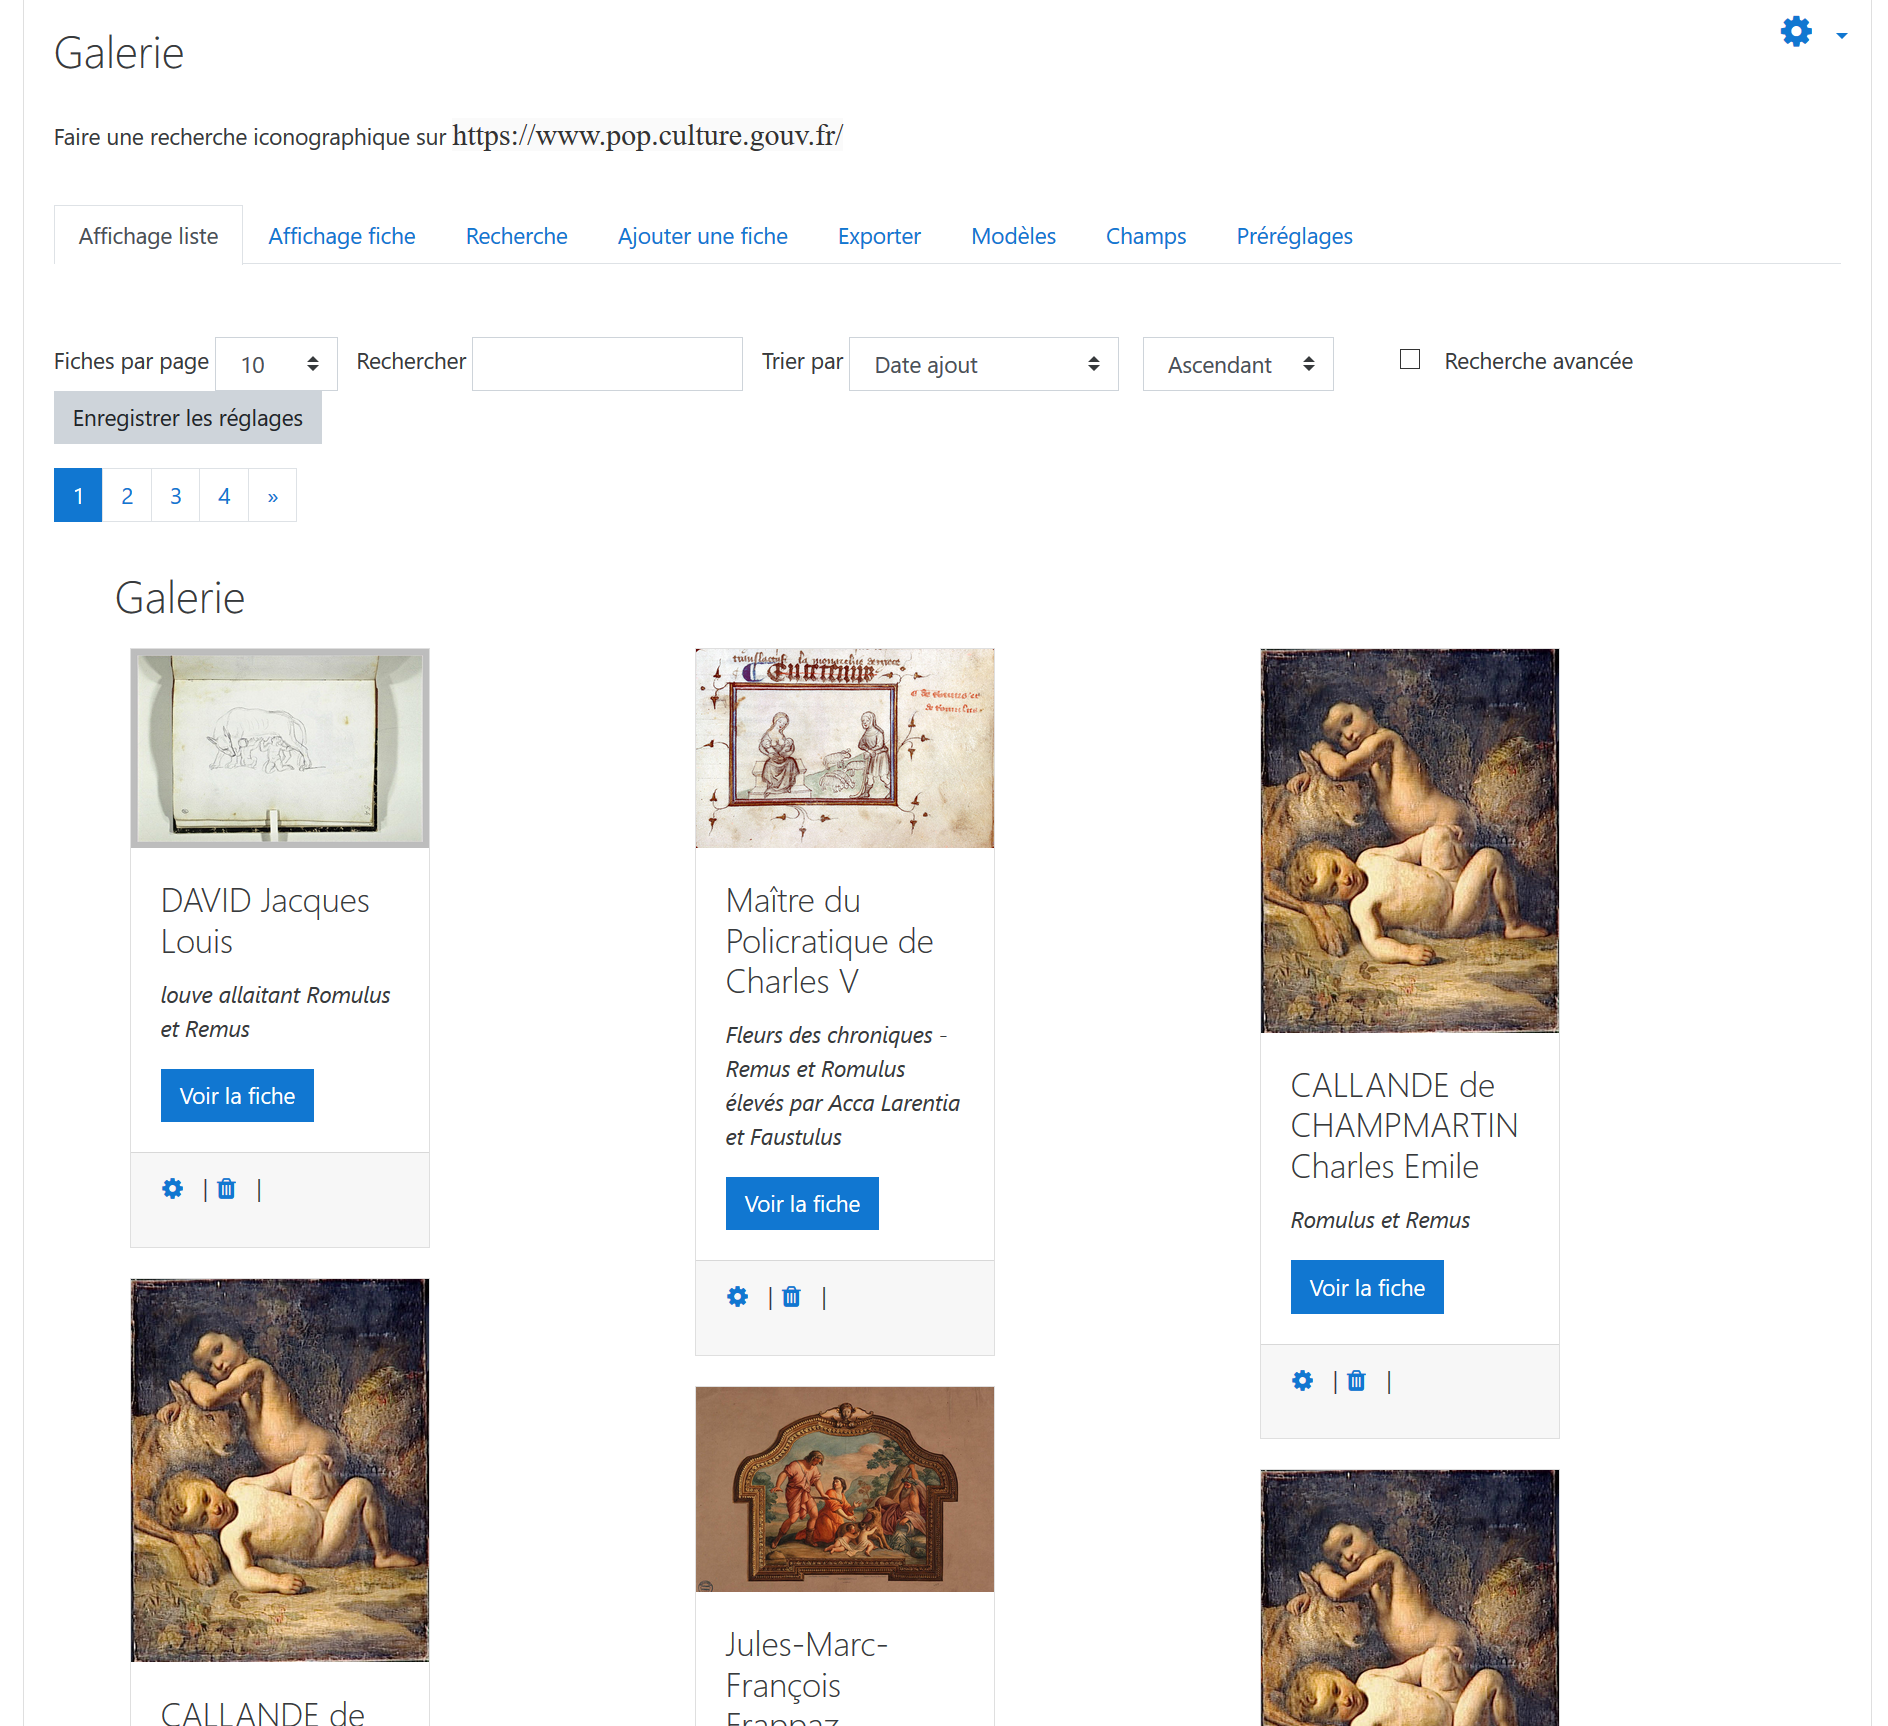 Galerie
Faire une recherche iconographique sur https://www.pop.culture.gouv.fr/
Affichage liste Affichage fiche Recherche Ajouter une fiche Exporter Modèles Champs Préréglages
Fiches par page 10 Rechercher Trier par Date ajout Ascendant Recherche avancée
Enregistrer les réglages
1 2 3 4 »
Galerie
DAVID Jacques
Louis
louve allaitant Romulus
et Remus
Voir la fiche
| |
Maître du
Policratique de
Charles V
Fleurs des chroniques -
Remus et Romulus
élevés par Acca Larentia
et Faustulus
Voir la fiche
| |
CALLANDE de
CHAMPMARTIN
Charles Emile
Romulus et Remus
Voir la fiche
| |
CALLANDE de
Jules-Marc-
François
Frappaz